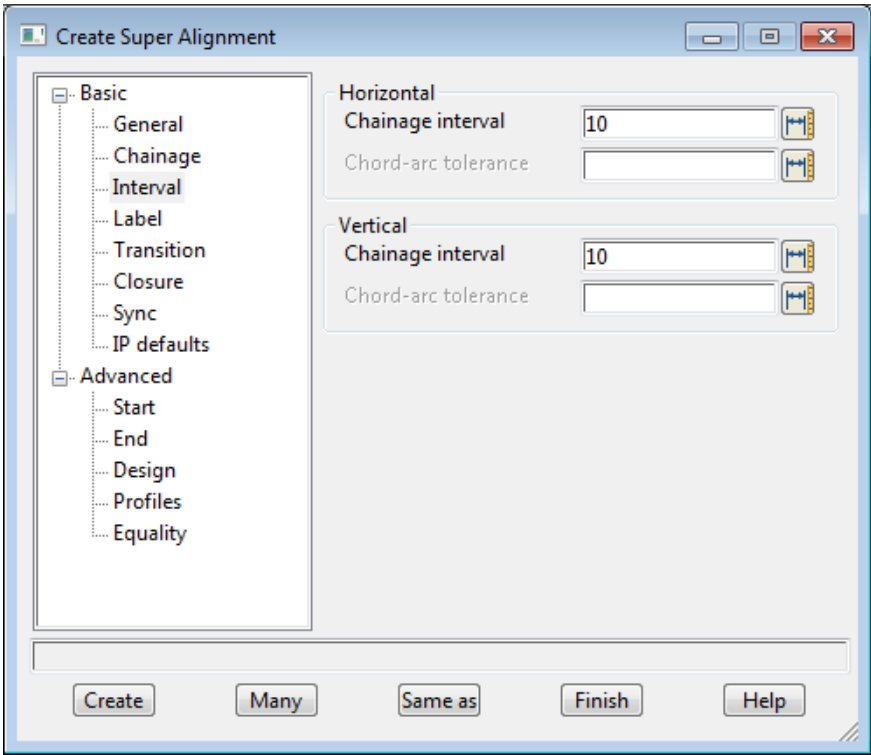 Create Super Alignment
Basic
General
Chainage
Interval
Label
Transition
Closure
Sync
IP defaults
Advanced
Start
End
Design
Profiles
Equality
Horizontal
Chainage interval 10
Chord-arc tolerance
Vertical
Chainage interval 10
Chord-arc tolerance
Create Many Same as Finish Help